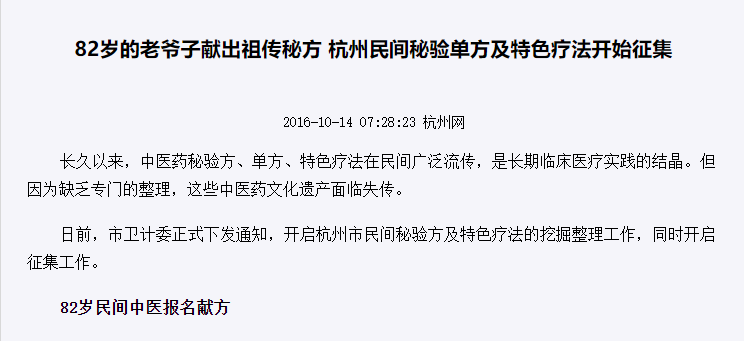 82岁的老爷子献出祖传秘方 杭州民间秘验单方及特色疗法开始征集
2016-10-14 07:28:23 杭州网
长久以来，中医药秘验方、单方、特色疗法在民间广泛流传，是长期临床医疗实践的结晶。但
因为缺乏专门的整理，这些中医药文化遗产面临失传。
日前，市卫计委正式下发通知，开启杭州市民间秘验方及特色疗法的挖掘整理工作，同时开启
征集工作。
82岁民间中医报名献方